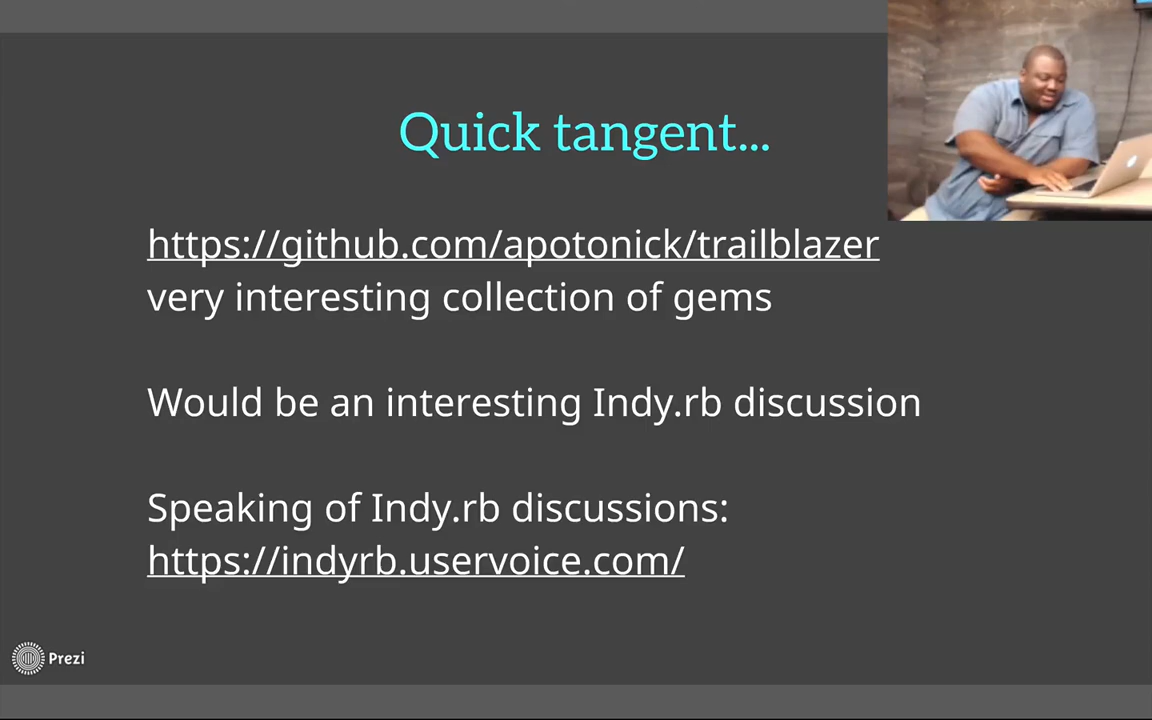 Quick tangent...
https://github.com/apotonick/trailblazer
very interesting collection of gems
Would be an interesting Indy.rb discussion
Speaking of Indy.rb discussions:
https://indyrb.uservoice.com/
Prezi